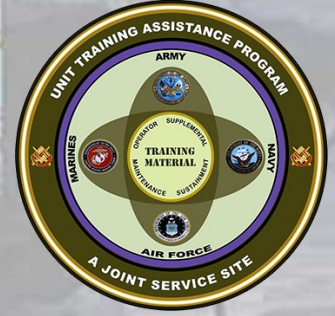 UNIT TRAINING ASSISTANCE PROGRAM
ARMY
MARINES
NAVY
OPERATOR
SUPPLEMENTAL
TRAINING
MATERIAL
MAINTENANCE
SUSTAINMENT
AIR FORCE
A JOINT SERVICE SITE